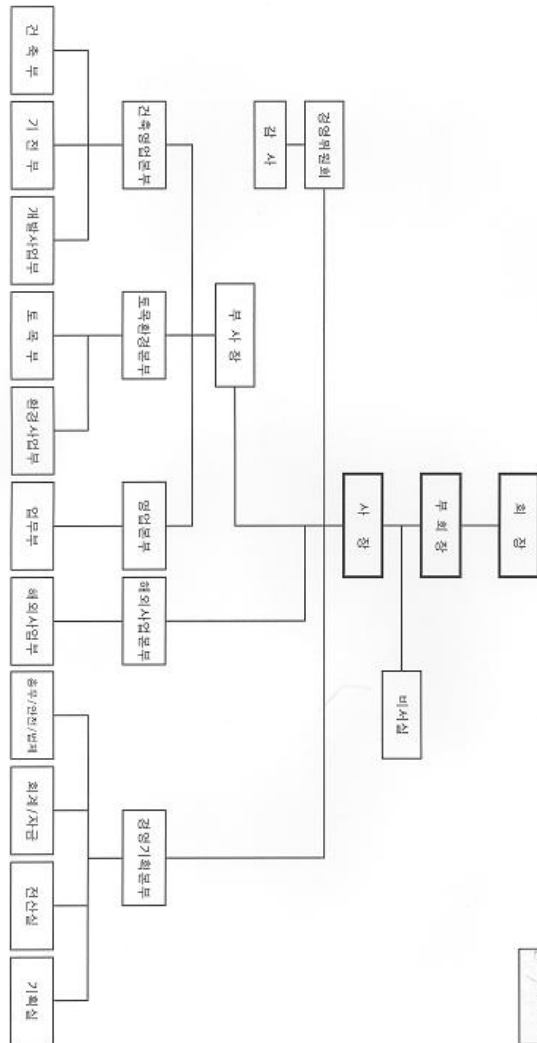 회 장
부 회 장
비서실
사 장
경영위원회
감 사
부 사 장
건축영업본부
토목환경본부
영업본부
해외사업본부
경영기획본부
건 축 부
기 전 부
개발사업부
토 목 부
환경사업부
업무부
해외사업부
총무/안전/법제
회계/자금
전산실
기획실